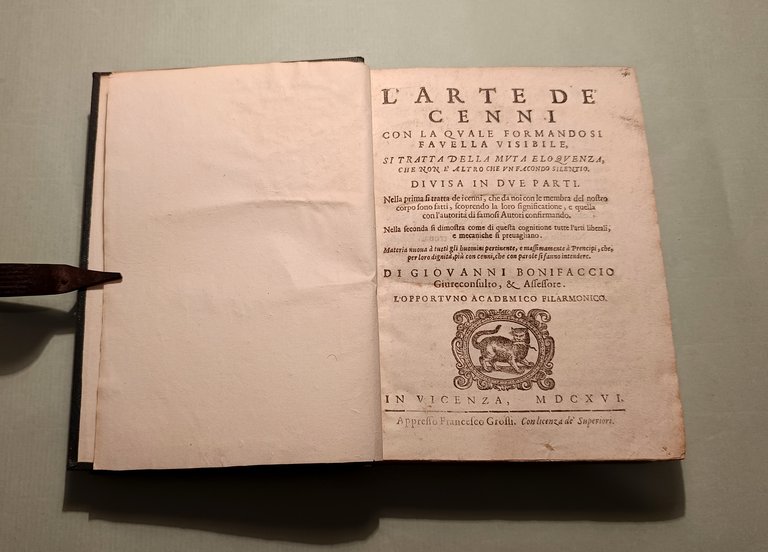 L'ARTE DE'
CENNI
CON LA QVALE FORMANDOSI
FAVELLA VISIBILE,
SI TRATTA DELLA MVTA ELOQVENZA,
CHE NON E' ALTRO CHE VN FACONDO SILENTIO.
DIVISA IN DVE PARTI.
Nella prima si tratta de i cenni, che da noi con le membra del nostro
corpo sono fatti, scoprendo la loro significatione, e quella
con l'autorità di famosi Autori confirmando.
Nella seconda si dimostra come di questa cognitione tutte l'arti liberali,
e mecaniche si preuagliano.
Materia nuoua à tutti gli huomini pertinente, e massimamente à Prencipi, che,
per loro dignità, più con cenni, che con parole si fanno intendere.
DI GIOVANNI BONIFACCIO
Giureconsulto, & Assessore.
L'OPPORTVNO ACADEMICO FILARMONICO.
IN VICENZA, MDCXVI.
Appresso Francesco Grossi. Con licenza de' Superiori.